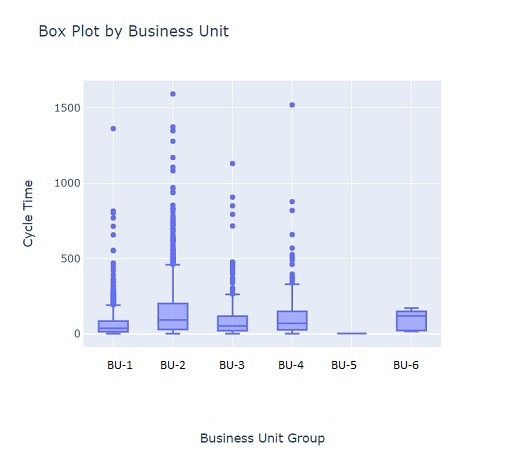 Box Plot by Business Unit
1500
1000
500
0
Cycle Time
BU-1 BU-2 BU-3 BU-4 BU-5 BU-6
Business Unit Group